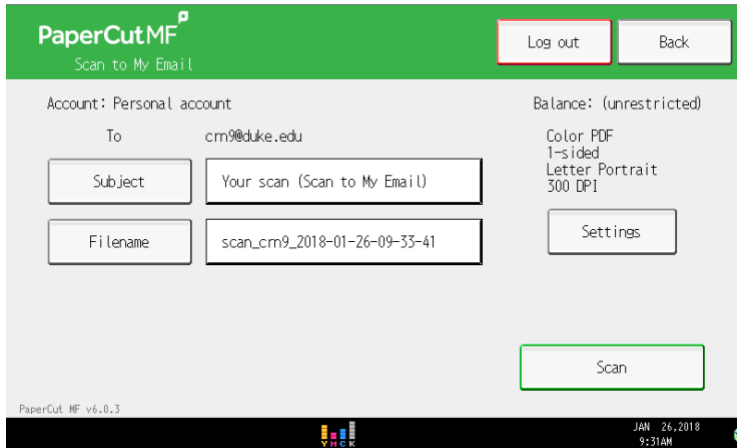 PaperCut MF
Scan to My Email
Log out
Back
Account: Personal account
Balance: (unrestricted)
To
crn9@duke.edu
Color PDF
1-sided
Letter Portrait
300 DPI
Subject
Your scan (Scan to My Email)
Settings
Filename
scan_crn9_2018-01-26-09-33-41
Scan
PaperCut MF v6.0.3
Y M C K
JAN 26,2018
9:31AM